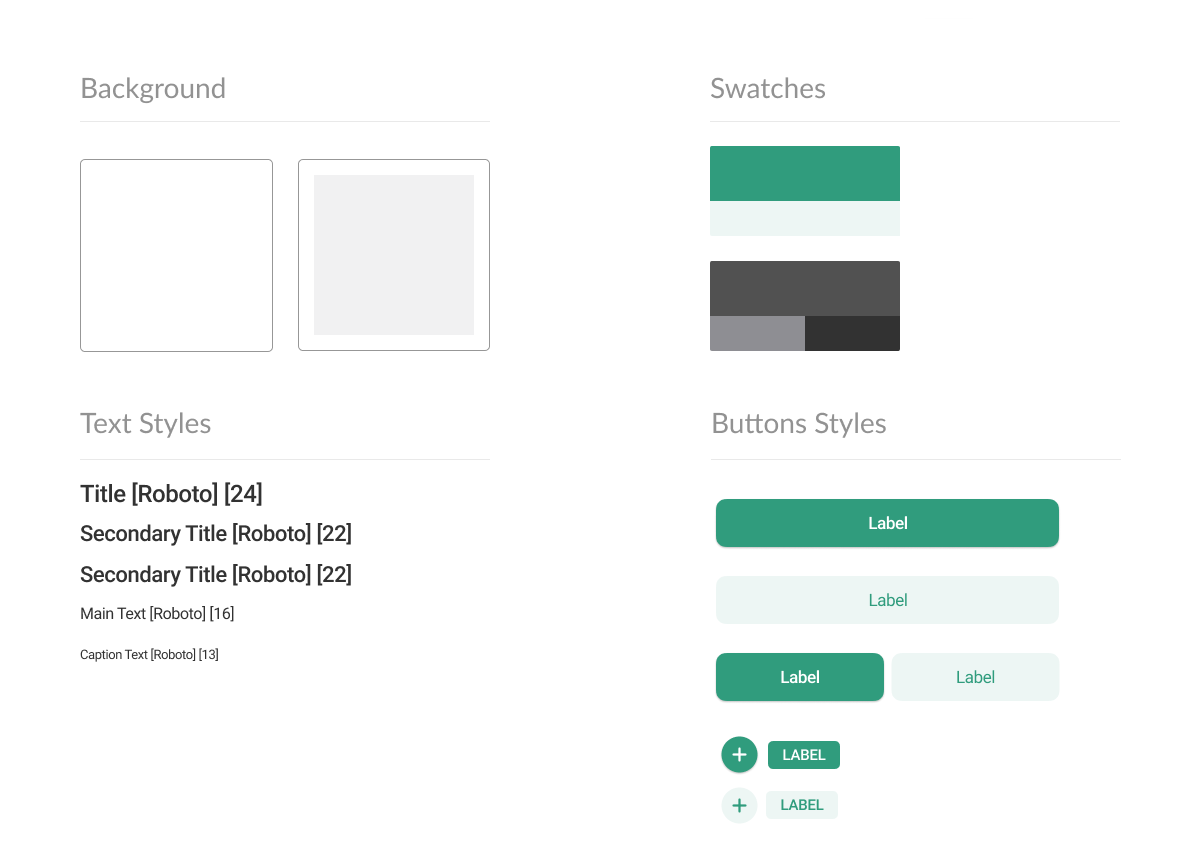 Background
Swatches
Text Styles
Title [Roboto] [24]
Secondary Title [Roboto] [22]
Secondary Title [Roboto] [22]
Main Text [Roboto] [16]
Caption Text [Roboto] [13]
Buttons Styles
Label
Label
Label
Label
LABEL
LABEL